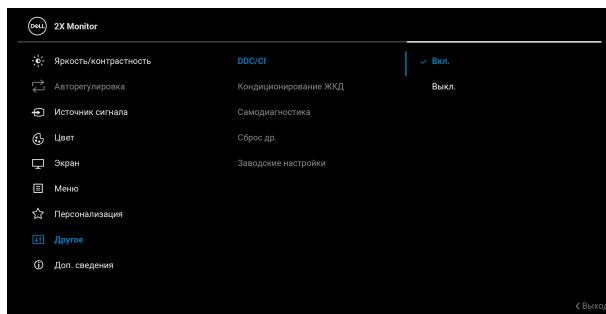 DELL 2X Monitor
Яркость/контрастность DDC/CI ✓ Вкл.
Авторегулировка Кондиционирование ЖКД Выкл.
Источник сигнала Самодиагностика
Цвет Сброс др.
Экран Заводские настройки
Меню
Персонализация
Другое
Доп. сведения
< Выход